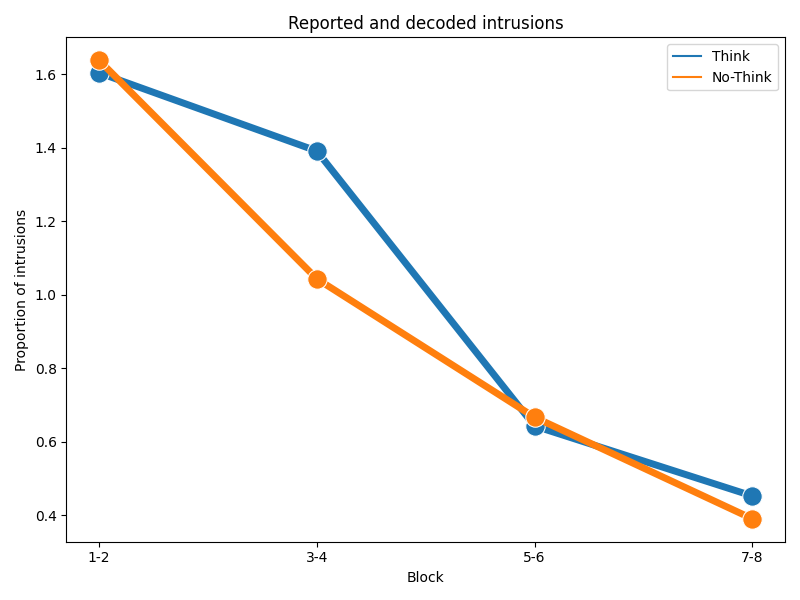 Reported and decoded intrusions
Think
No-Think
Proportion of intrusions
1.6
1.4
1.2
1.0
0.8
0.6
0.4
1-2
3-4
5-6
7-8
Block